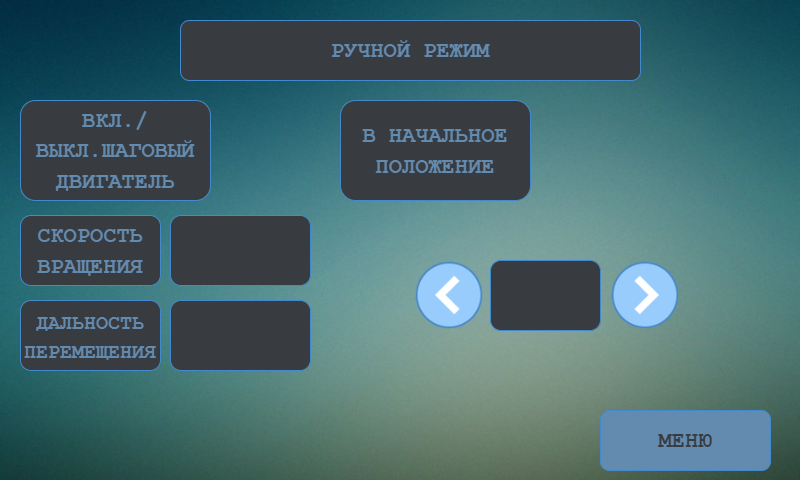 РУЧНОЙ РЕЖИМ
ВКЛ./
ВЫКЛ.ШАГОВЫЙ
ДВИГАТЕЛЬ
В НАЧАЛЬНОЕ
ПОЛОЖЕНИЕ
СКОРОСТЬ
ВРАЩЕНИЯ
ДАЛЬНОСТЬ
ПЕРЕМЕЩЕНИЯ
МЕНЮ